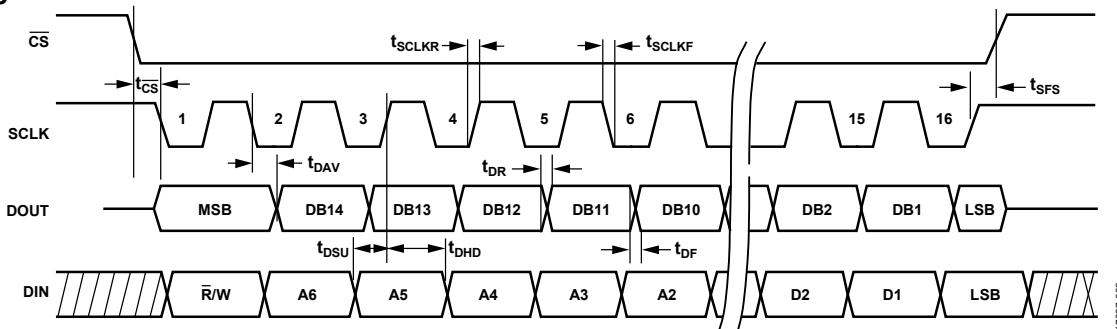 CS
tSCLKR
tSCLKF
tCS
tSFS
SCLK
1 2 3 4 5 6 15 16
tDAV
tDR
DOUT
MSB DB14 DB13 DB12 DB11 DB10 DB2 DB1 LSB
tDSU
tDHD
tDF
DIN
R̅/W A6 A5 A4 A3 A2 D2 D1 LSB